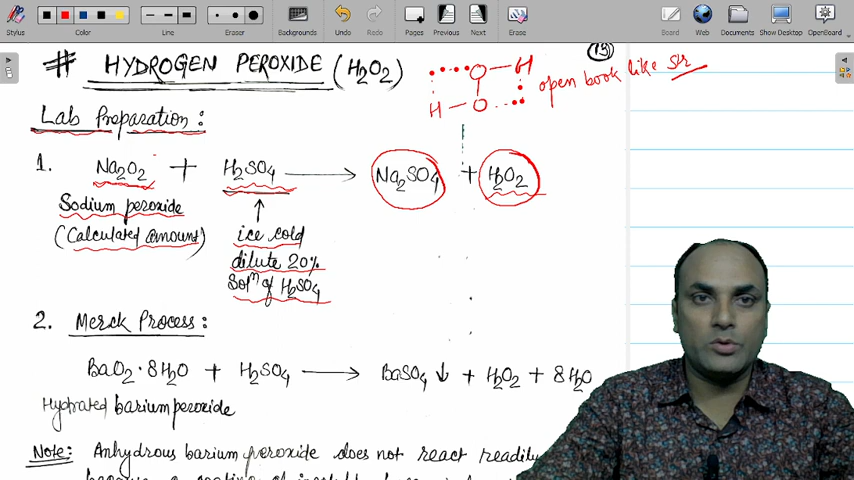 Stylus
Color
Line
Eraser
Backgrounds
Undo
Redo
Pages
Previous
Next
Erase
Board
Web
Documents
Show Desktop
OpenBoard
# HYDROGEN PEROXIDE (H2O2)
(13)
O — H
H — O
open book like str
Lab Preparation:
1. Na2O2 + H2SO4 → Na2SO4 + H2O2
Sodium peroxide
(Calculated amount)
ice cold
dilute 20%
Solⁿ of H2SO4
2. Merck Process:
BaO2·8H2O + H2SO4 → BaSO4↓ + H2O2 + 8H2O
Hydrated barium peroxide
Note: Anhydrous barium peroxide does not react readily